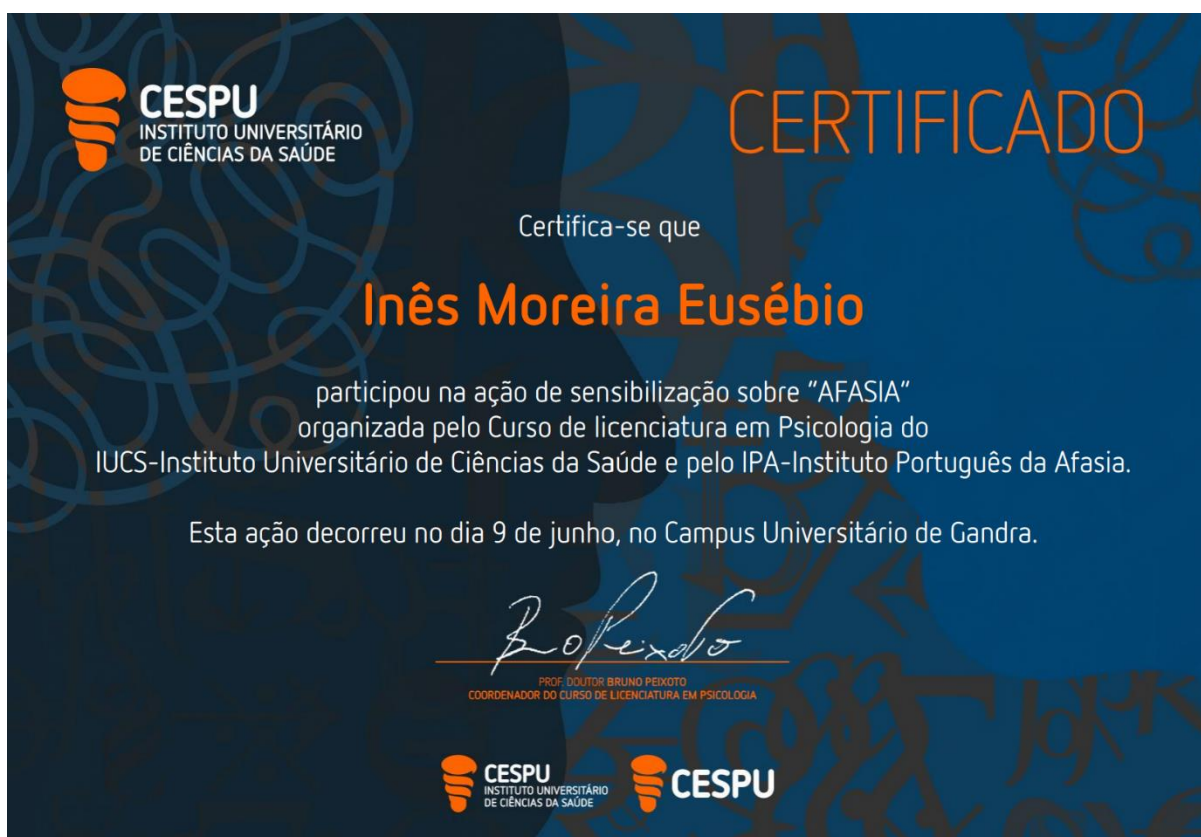 CESPU
INSTITUTO UNIVERSITÁRIO
DE CIÊNCIAS DA SAÚDE
CERTIFICADO
Certifica-se que
Inês Moreira Eusébio
participou na ação de sensibilização sobre “AFASIA“
organizada pelo Curso de licenciatura em Psicologia do
IUCS-Instituto Universitário de Ciências da Saúde e pelo IPA-Instituto Português da Afasia.
Esta ação decorreu no dia 9 de junho, no Campus Universitário de Gandra.
PROF. DOUTOR BRUNO PEIXOTO
COORDENADOR DO CURSO DE LICENCIATURA EM PSICOLOGIA
CESPU
INSTITUTO UNIVERSITÁRIO
DE CIÊNCIAS DA SAÚDE
CESPU